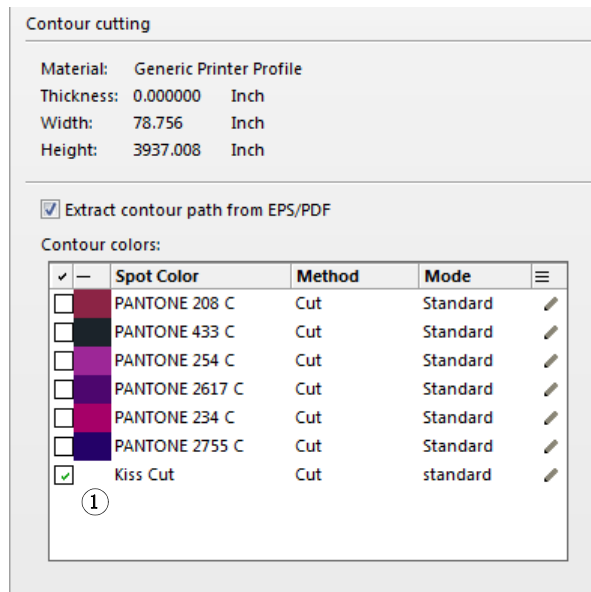 Contour cutting
Material: Generic Printer Profile
Thickness: 0.000000 Inch
Width: 78.756 Inch
Height: 3937.008 Inch
Extract contour path from EPS/PDF
Contour colors:
Spot Color Method Mode
PANTONE 208 C Cut Standard
PANTONE 433 C Cut Standard
PANTONE 254 C Cut Standard
PANTONE 2617 C Cut Standard
PANTONE 234 C Cut Standard
PANTONE 2755 C Cut Standard
Kiss Cut Cut standard
①